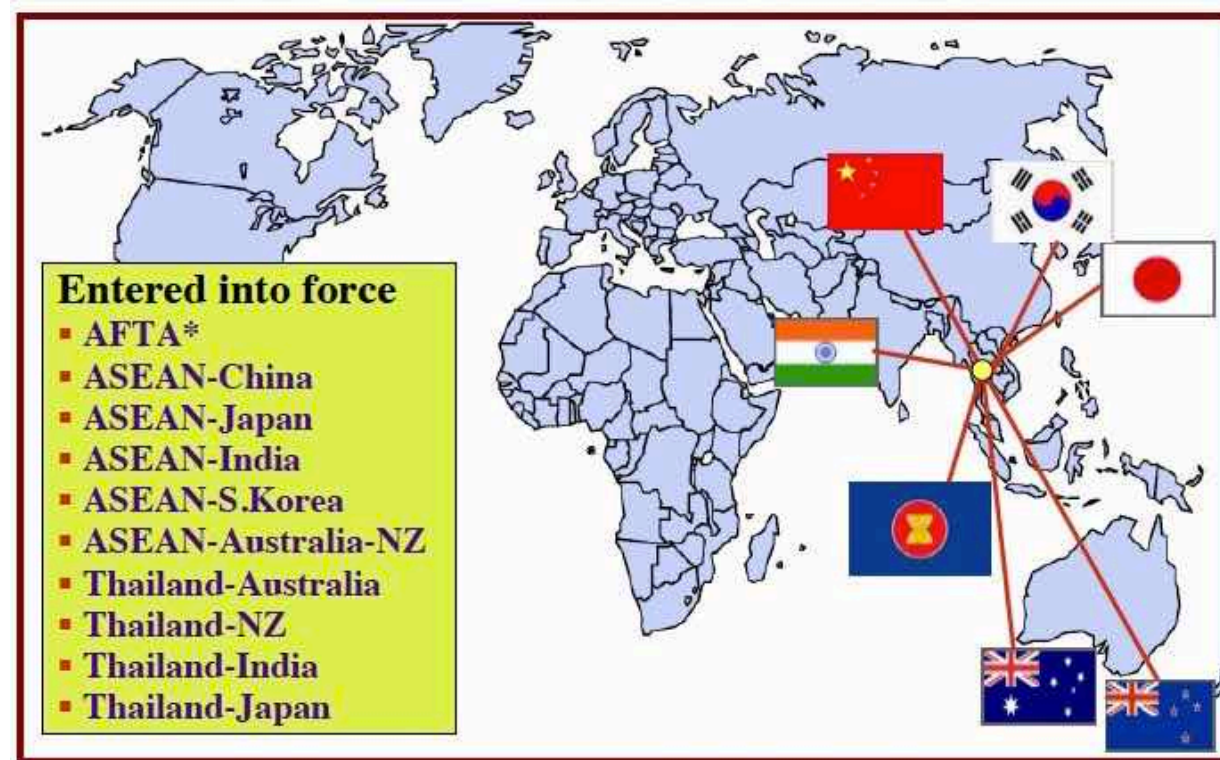 Entered into force
▪ AFTA*
▪ ASEAN-China
▪ ASEAN-Japan
▪ ASEAN-India
▪ ASEAN-S.Korea
▪ ASEAN-Australia-NZ
▪ Thailand-Australia
▪ Thailand-NZ
▪ Thailand-India
▪ Thailand-Japan